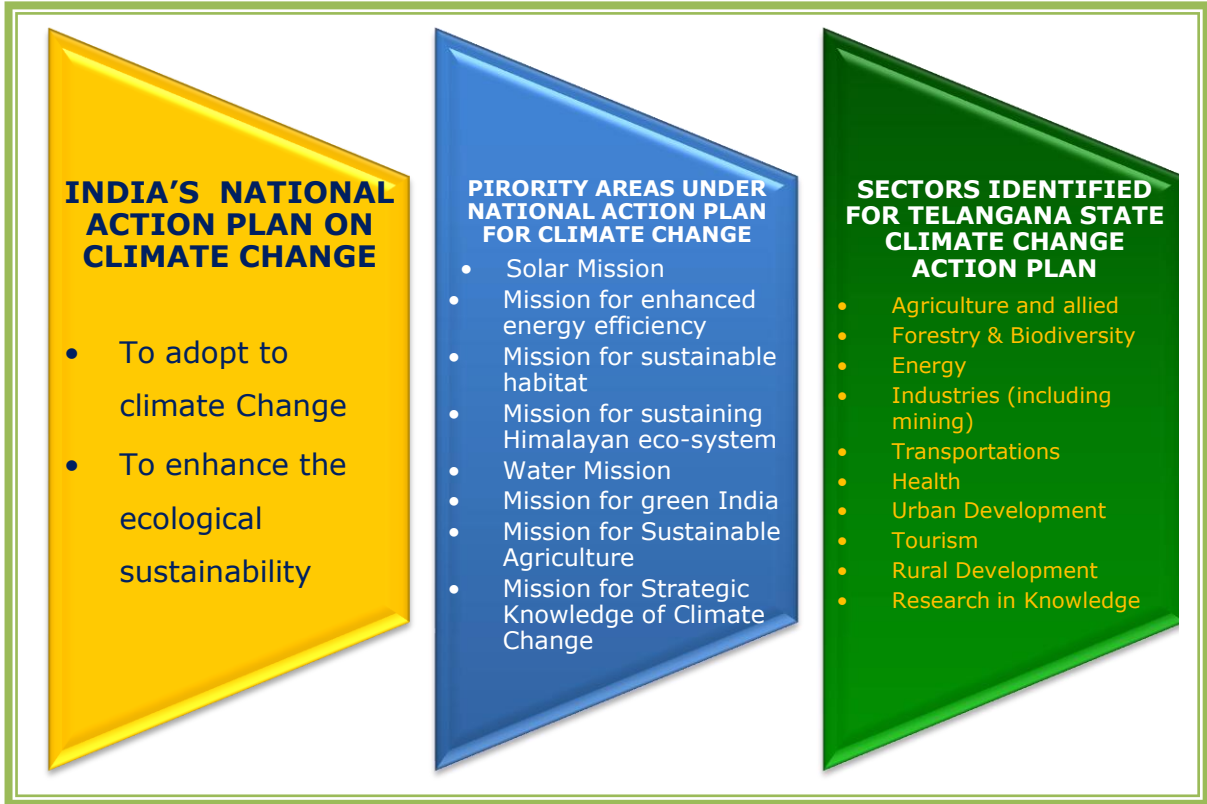 INDIA’S NATIONAL
ACTION PLAN ON
CLIMATE CHANGE
• To adopt to
climate Change
• To enhance the
ecological
sustainability
PIRORITY AREAS UNDER
NATIONAL ACTION PLAN
FOR CLIMATE CHANGE
• Solar Mission
• Mission for enhanced
energy efficiency
• Mission for sustainable
habitat
• Mission for sustaining
Himalayan eco-system
• Water Mission
• Mission for green India
• Mission for Sustainable
Agriculture
• Mission for Strategic
Knowledge of Climate
Change
SECTORS IDENTIFIED
FOR TELANGANA STATE
CLIMATE CHANGE
ACTION PLAN
• Agriculture and allied
• Forestry & Biodiversity
• Energy
• Industries (including
mining)
• Transportations
• Health
• Urban Development
• Tourism
• Rural Development
• Research in Knowledge